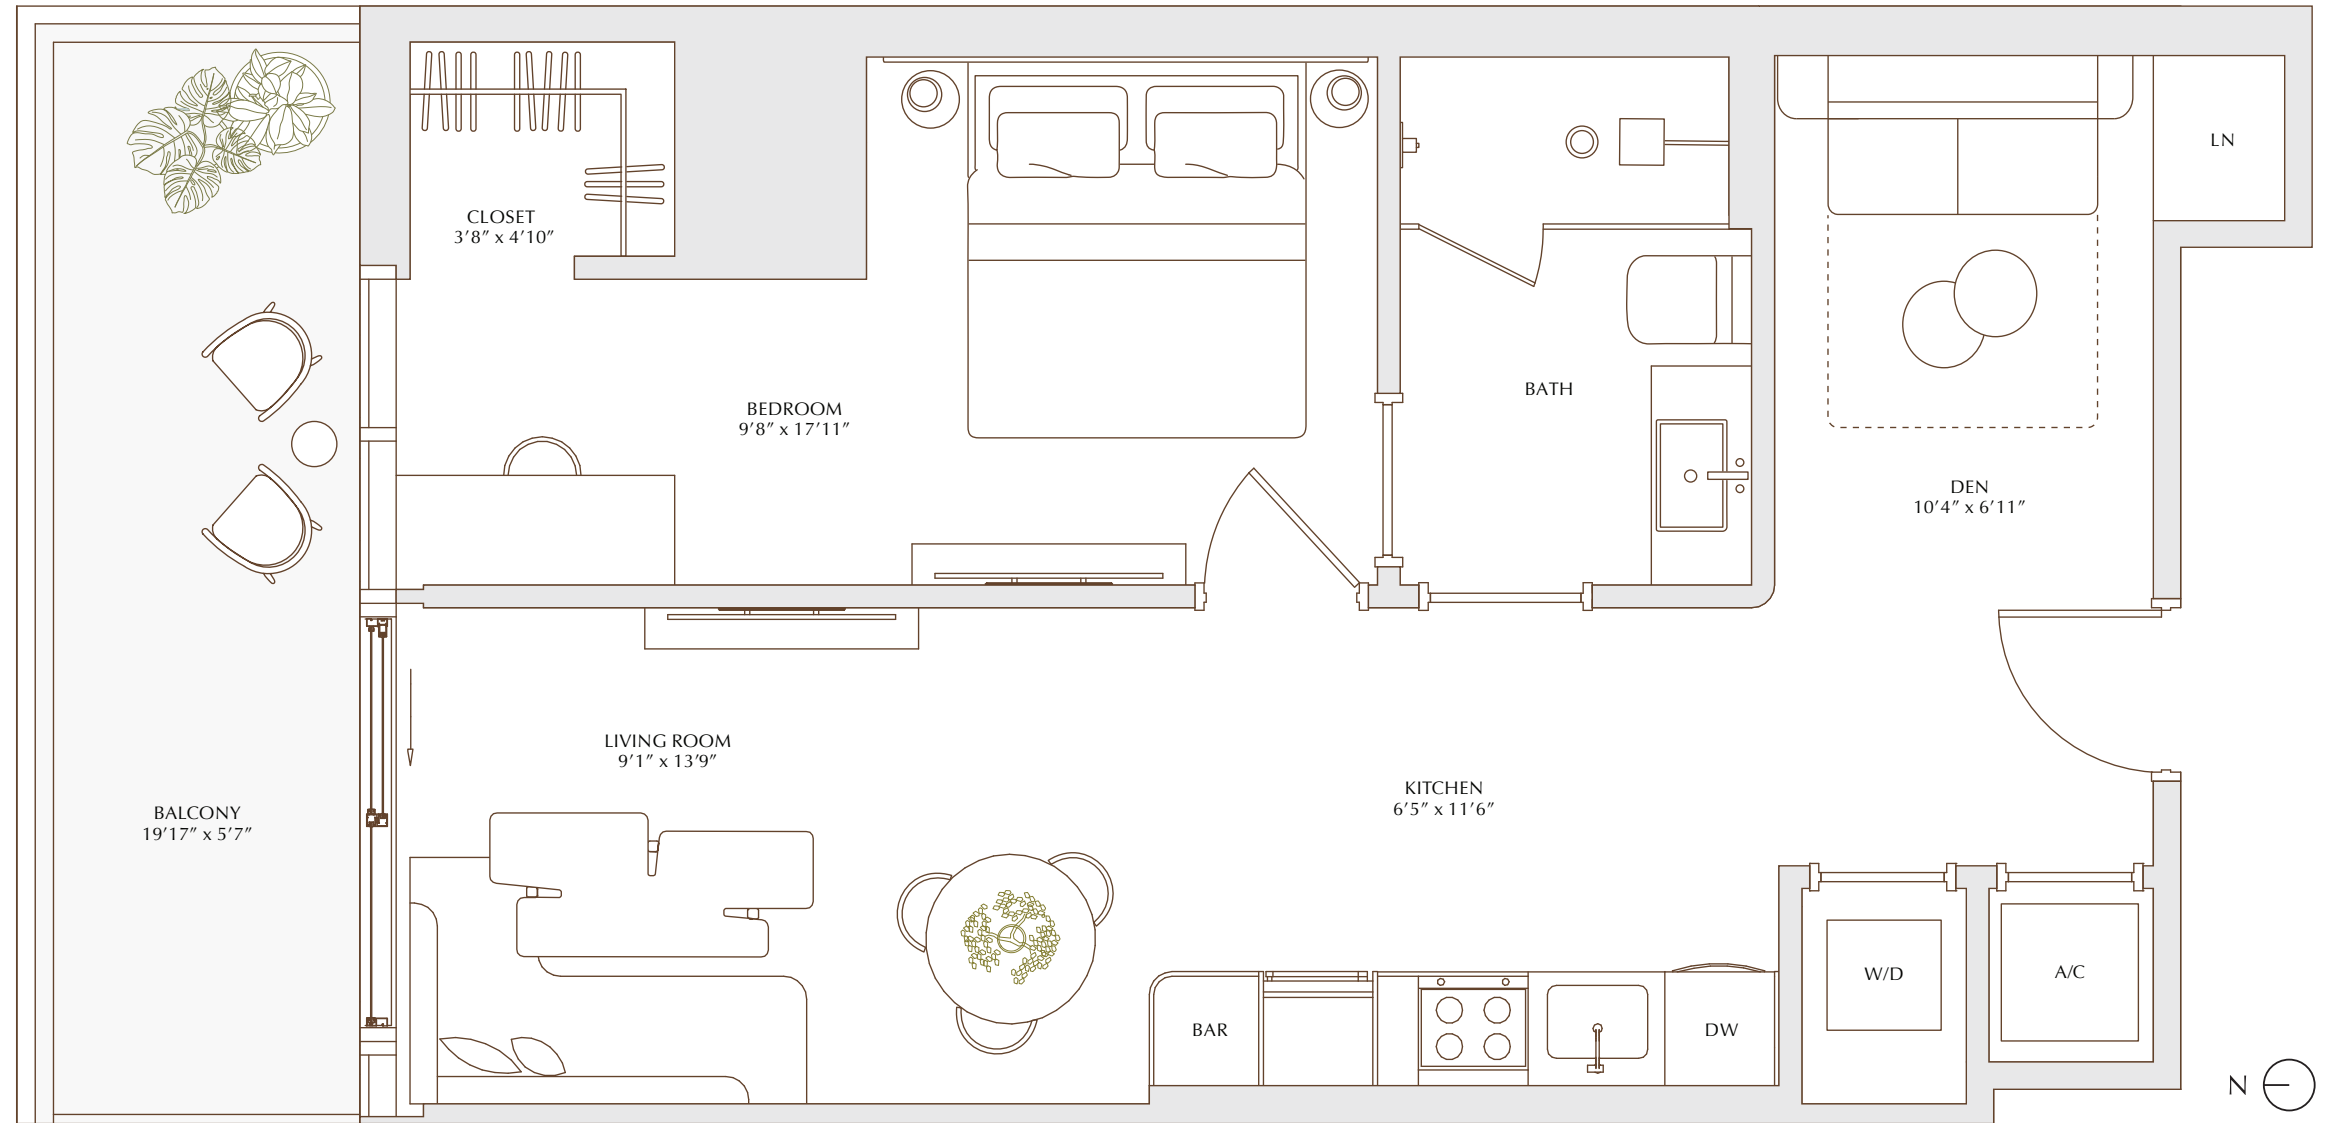 CLOSET
3'8" x 4'10"
LN
BEDROOM
9'8" x 17'11"
BATH
DEN
10'4" x 6'11"
LIVING ROOM
9'1" x 13'9"
KITCHEN
6'5" x 11'6"
BALCONY
19'17" x 5'7"
BAR
DW
W/D
A/C
N